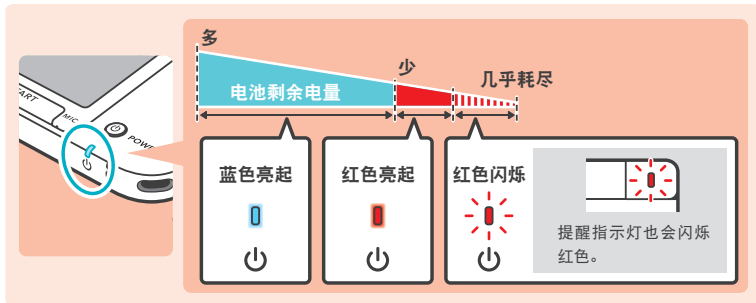 多
少
几乎耗尽
电池剩余电量
START
MIC
蓝色亮起
红色亮起
红色闪烁
提醒指示灯也会闪烁
红色。